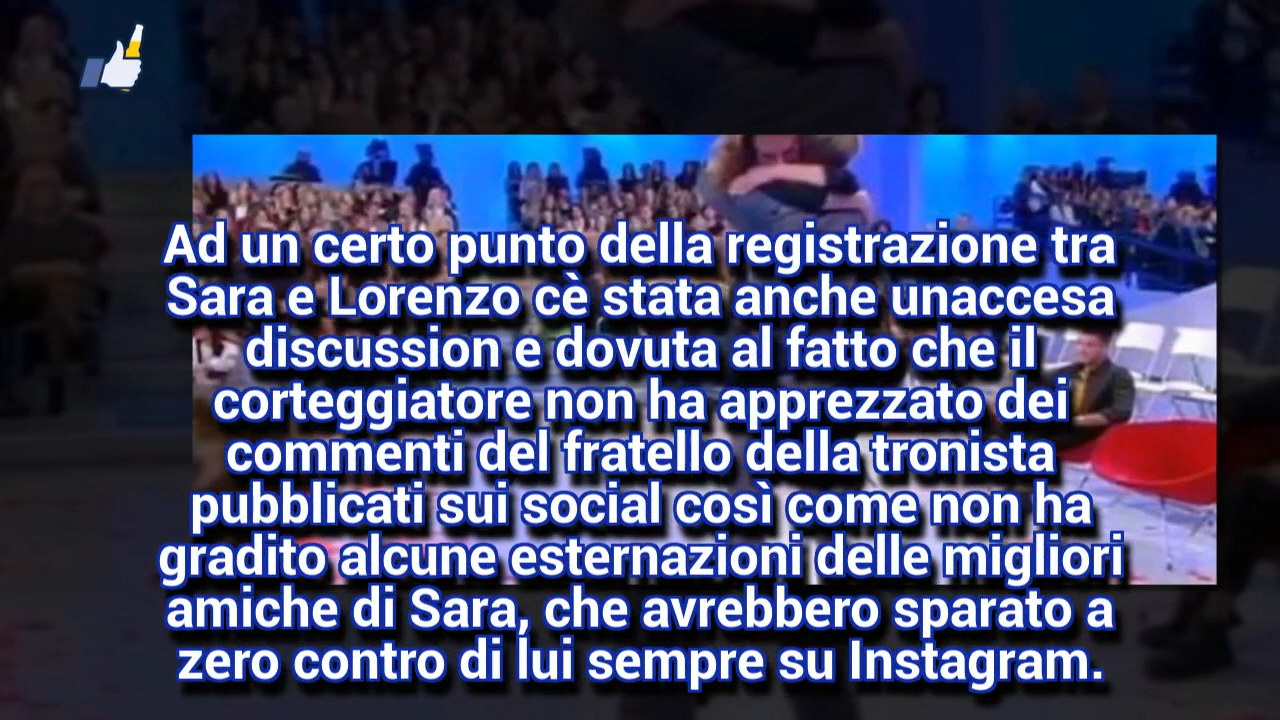 Ad un certo punto della registrazione tra
Sara e Lorenzo cè stata anche unaccesa
discussion e dovuta al fatto che il
corteggiatore non ha apprezzato dei
commenti del fratello della tronista
pubblicati sui social così come non ha
gradito alcune esternazioni delle migliori
amiche di Sara, che avrebbero sparato a
zero contro di lui sempre su Instagram.